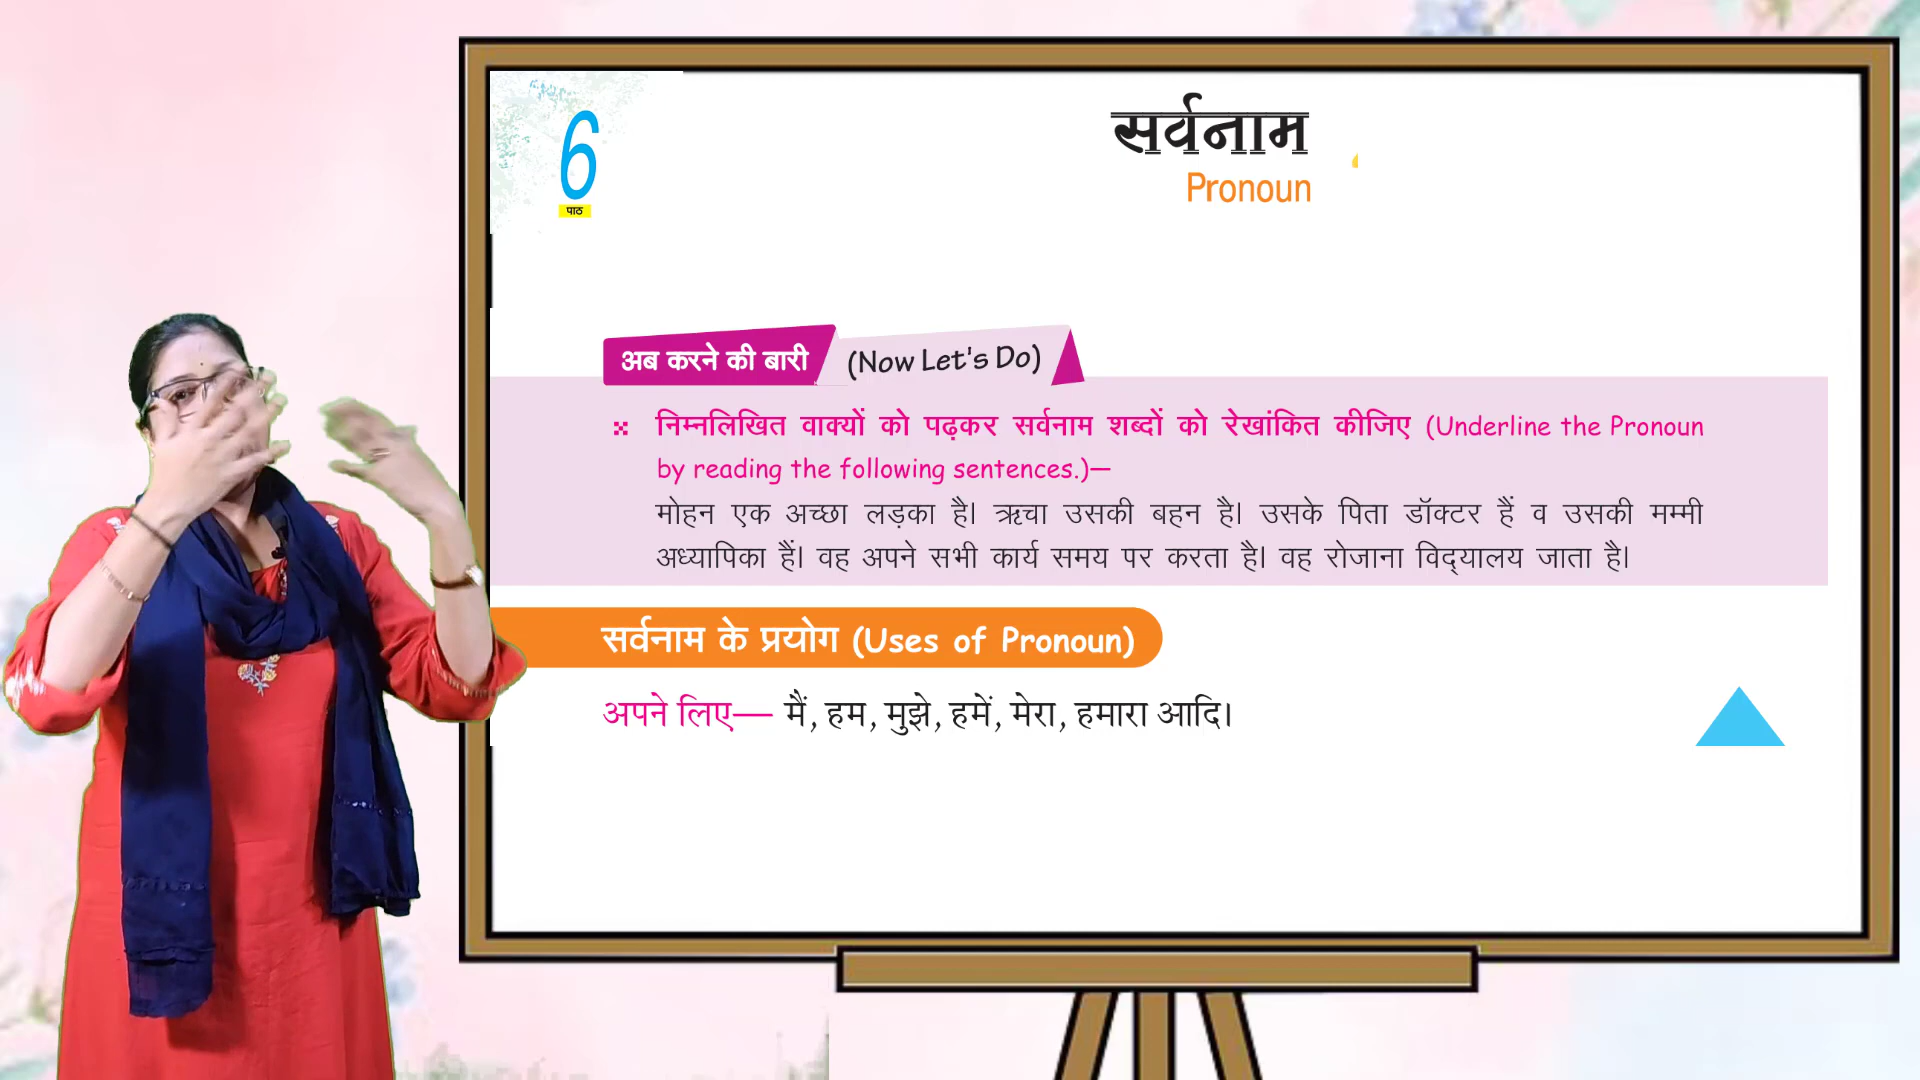 6
पाठ
सर्वनाम
Pronoun
अब करने की बारी (Now Let's Do)
निम्नलिखित वाक्यों को पढ़कर सर्वनाम शब्दों को रेखांकित कीजिए (Underline the Pronoun
by reading the following sentences.)—
मोहन एक अच्छा लड़का है। ऋचा उसकी बहन है। उसके पिता डॉक्टर हैं व उसकी मम्मी
अध्यापिका हैं। वह अपने सभी कार्य समय पर करता है। वह रोजाना विद्‌यालय जाता है।
सर्वनाम के प्रयोग (Uses of Pronoun)
अपने लिए— मैं, हम, मुझे, हमें, मेरा, हमारा आदि।